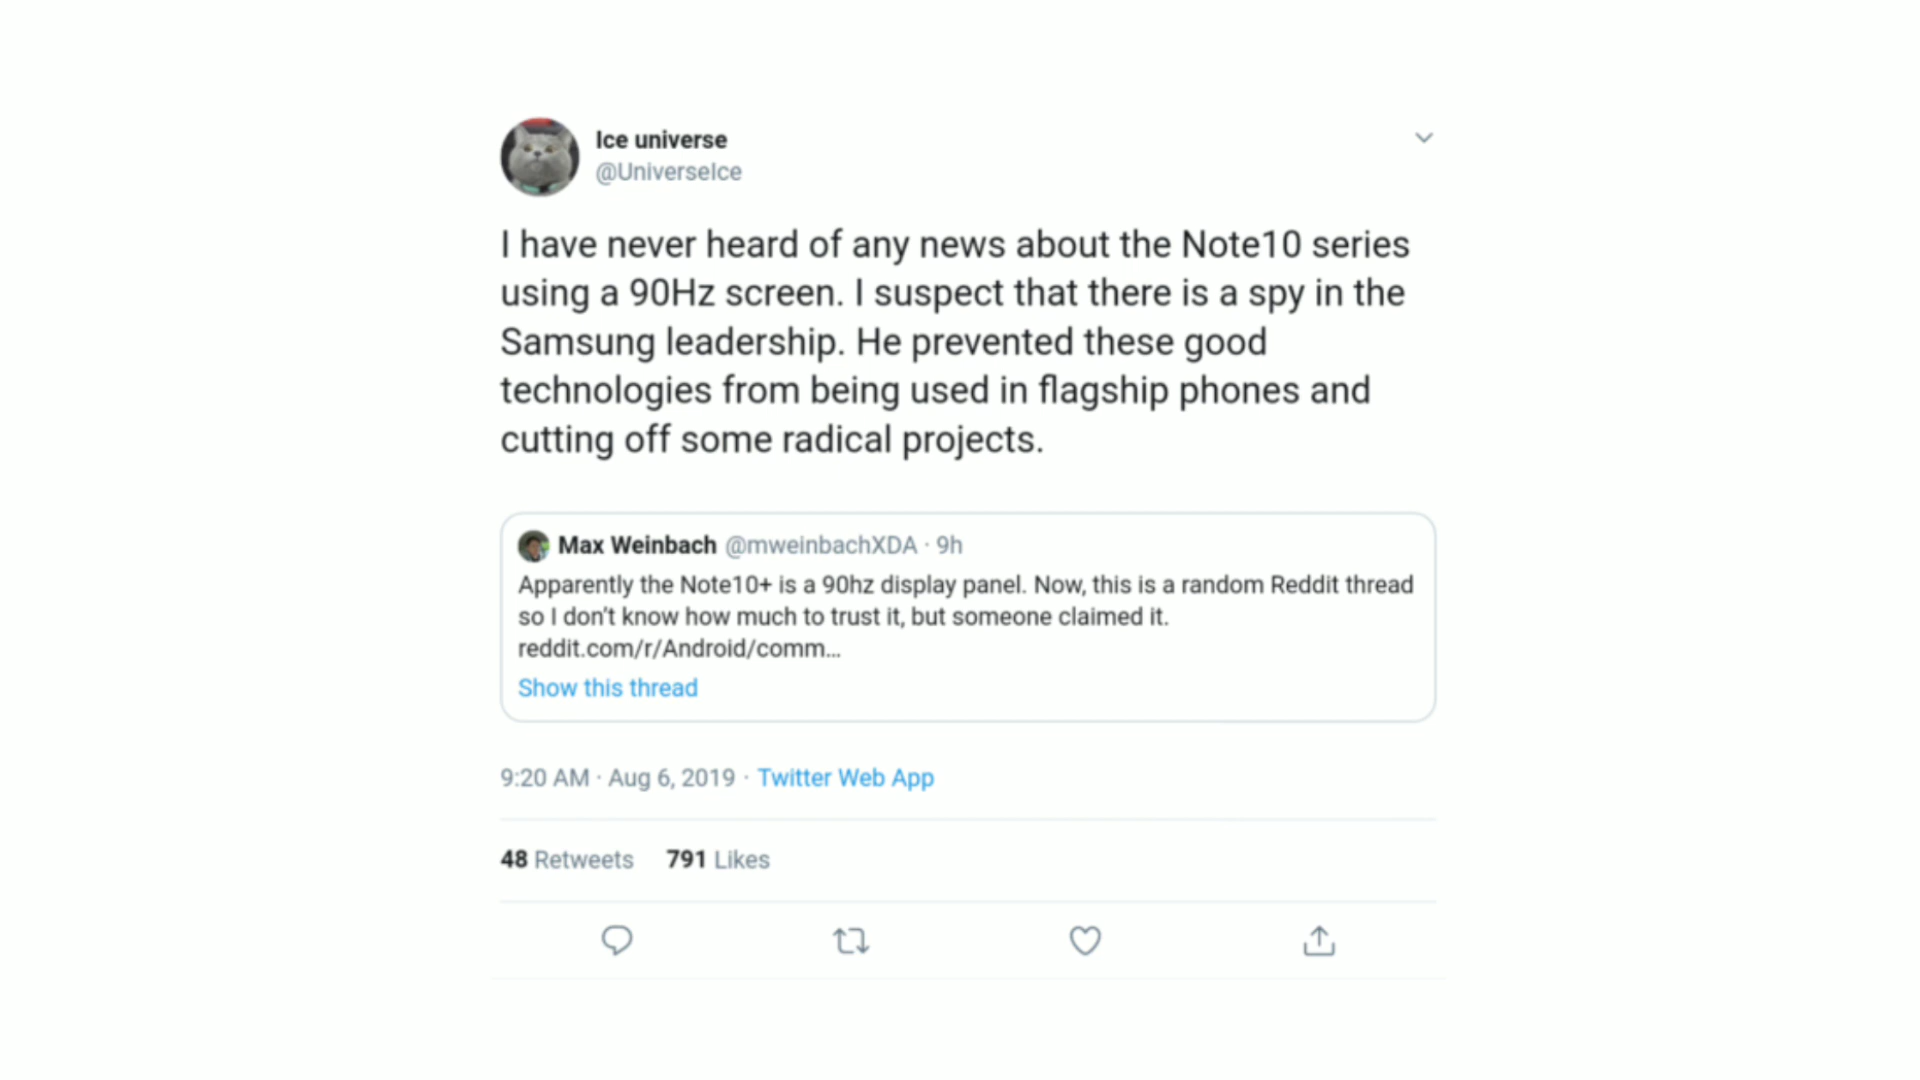 Ice universe
@UniverseIce
I have never heard of any news about the Note10 series
using a 90Hz screen. I suspect that there is a spy in the
Samsung leadership. He prevented these good
technologies from being used in flagship phones and
cutting off some radical projects.
Max Weinbach @mweinbachXDA · 9h
Apparently the Note10+ is a 90hz display panel. Now, this is a random Reddit thread
so I don't know how much to trust it, but someone claimed it.
reddit.com/r/Android/comm...
Show this thread
9:20 AM · Aug 6, 2019 · Twitter Web App
48 Retweets 791 Likes